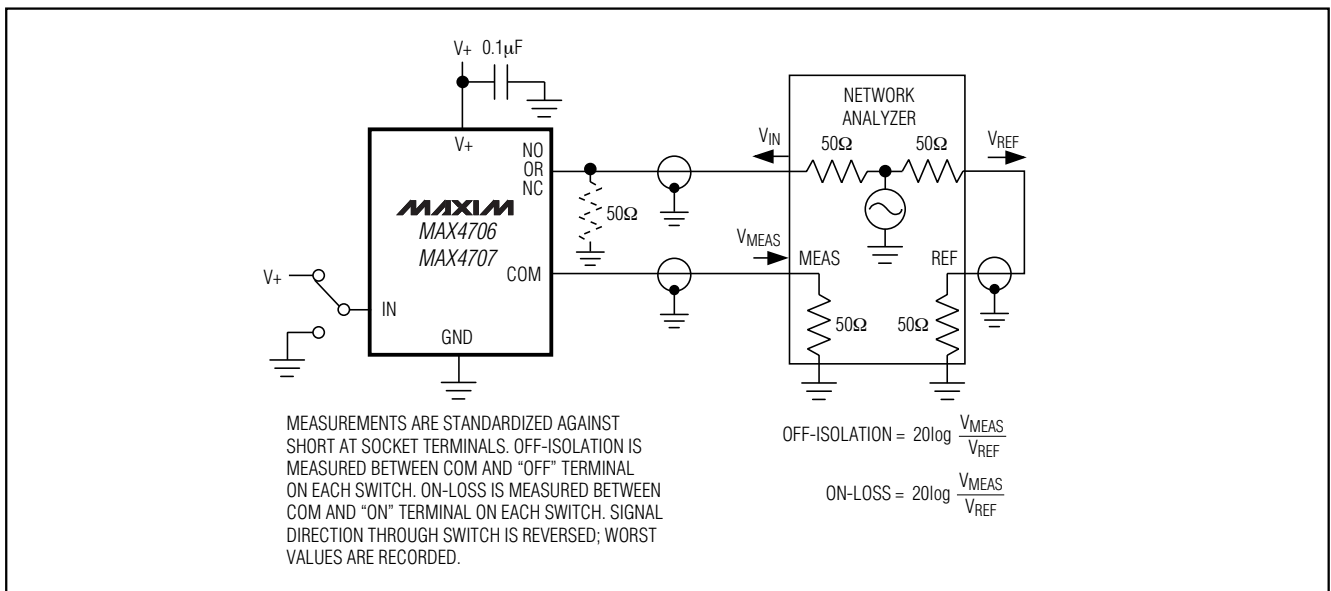 V+ 0.1µF
V+
NO
OR
NC
MAXIM
MAX4706
MAX4707
COM
50Ω
V+
IN
GND
NETWORK
ANALYZER
VIN
50Ω
50Ω
VREF
VMEAS
MEAS
REF
50Ω
50Ω
MEASUREMENTS ARE STANDARDIZED AGAINST
SHORT AT SOCKET TERMINALS. OFF-ISOLATION IS
MEASURED BETWEEN COM AND “OFF” TERMINAL
ON EACH SWITCH. ON-LOSS IS MEASURED BETWEEN
COM AND “ON” TERMINAL ON EACH SWITCH. SIGNAL
DIRECTION THROUGH SWITCH IS REVERSED; WORST
VALUES ARE RECORDED.
OFF-ISOLATION = 20log VMEAS
VREF
ON-LOSS = 20log VMEAS
VREF